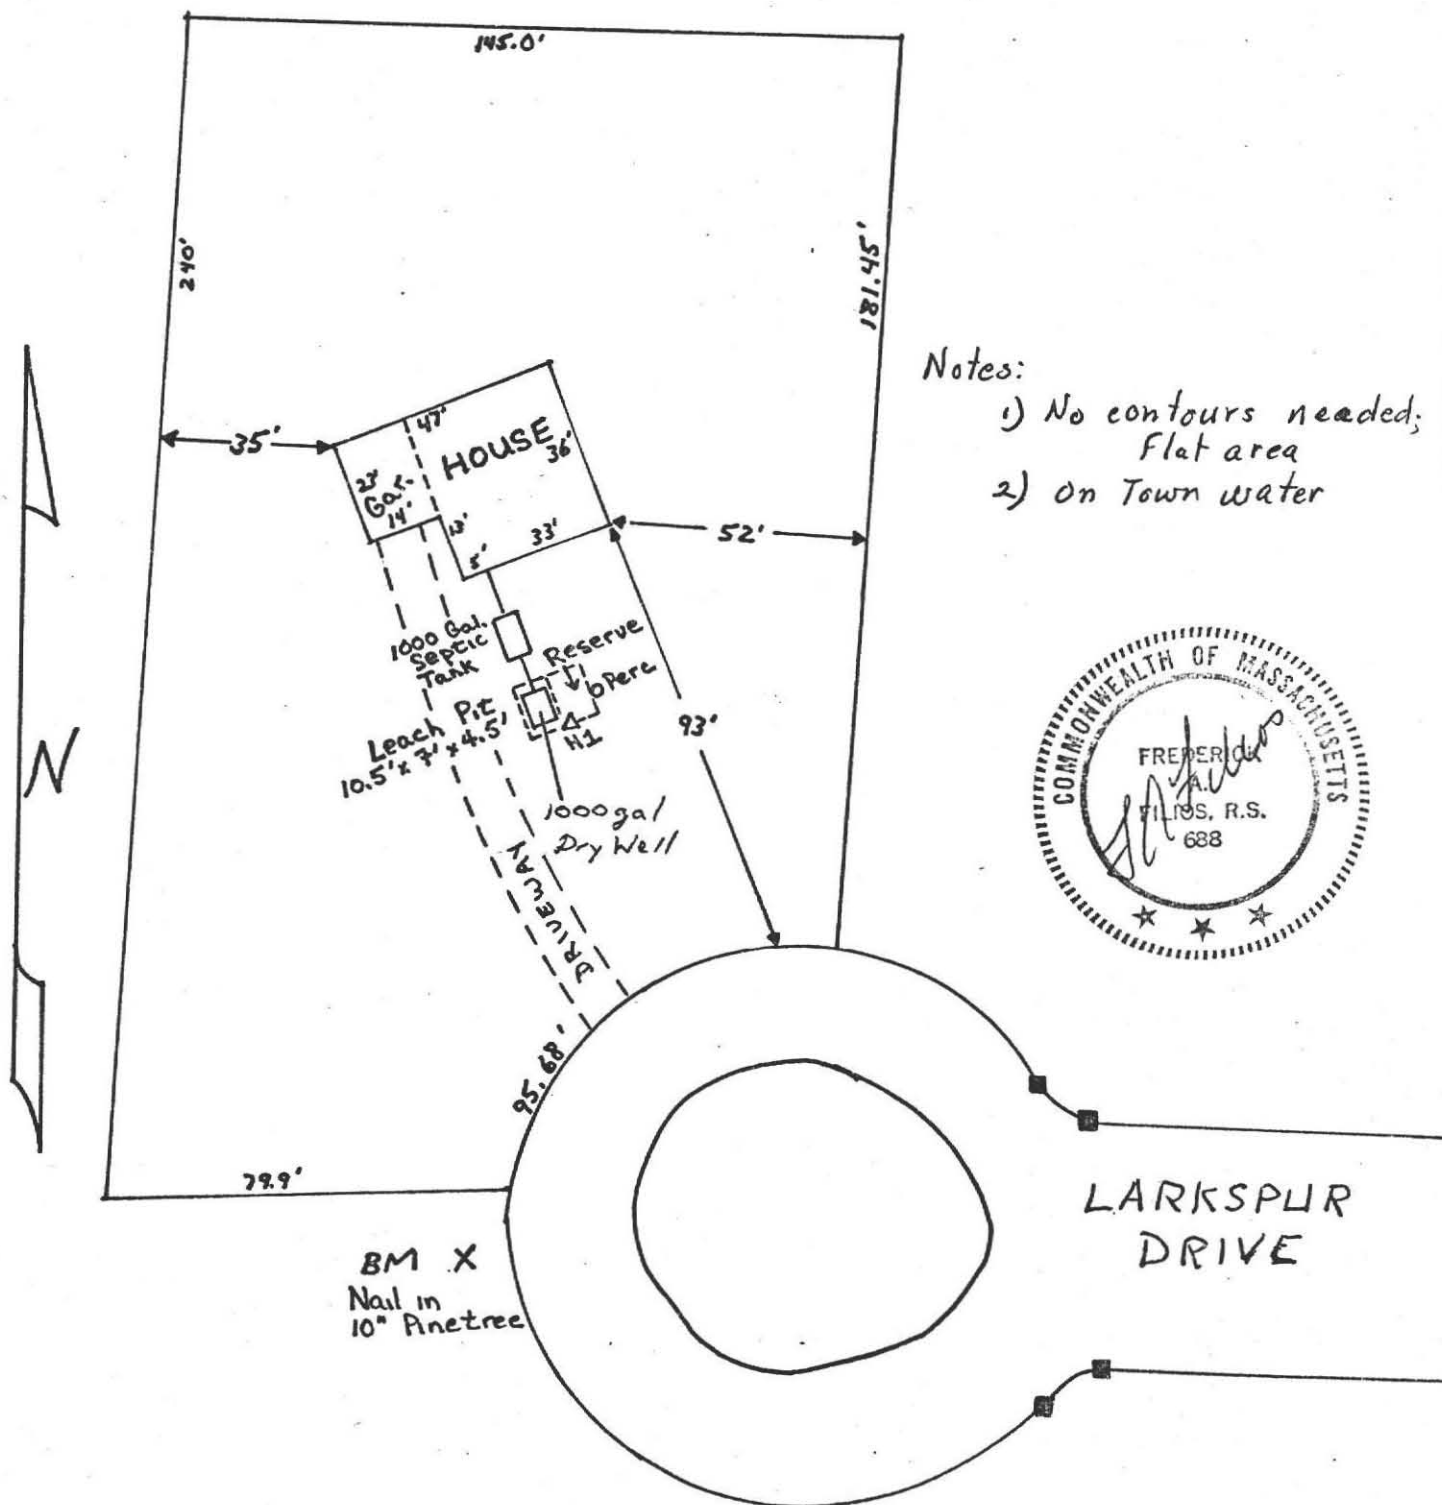 145.0'
240'
181.45'
Notes:
1) No contours needed;
Flat area
2) On Town water
47'
HOUSE
36'
35'
23'
Gar.
14'
13'
33'
5'
52'
1000 Gal.
Septic
Tank
Reserve
Perc
Leach Pit
10.5' x 7' x 4.5'
H1
93'
1000 gal
Dry Well
DRIVEWAY
N
COMMONWEALTH OF MASSACHUSETTS
FREDERICK
A.
FILIOS, R.S.
688
95.68'
79.9'
LARKSPUR
DRIVE
BM X
Nail in
10" Pinetree